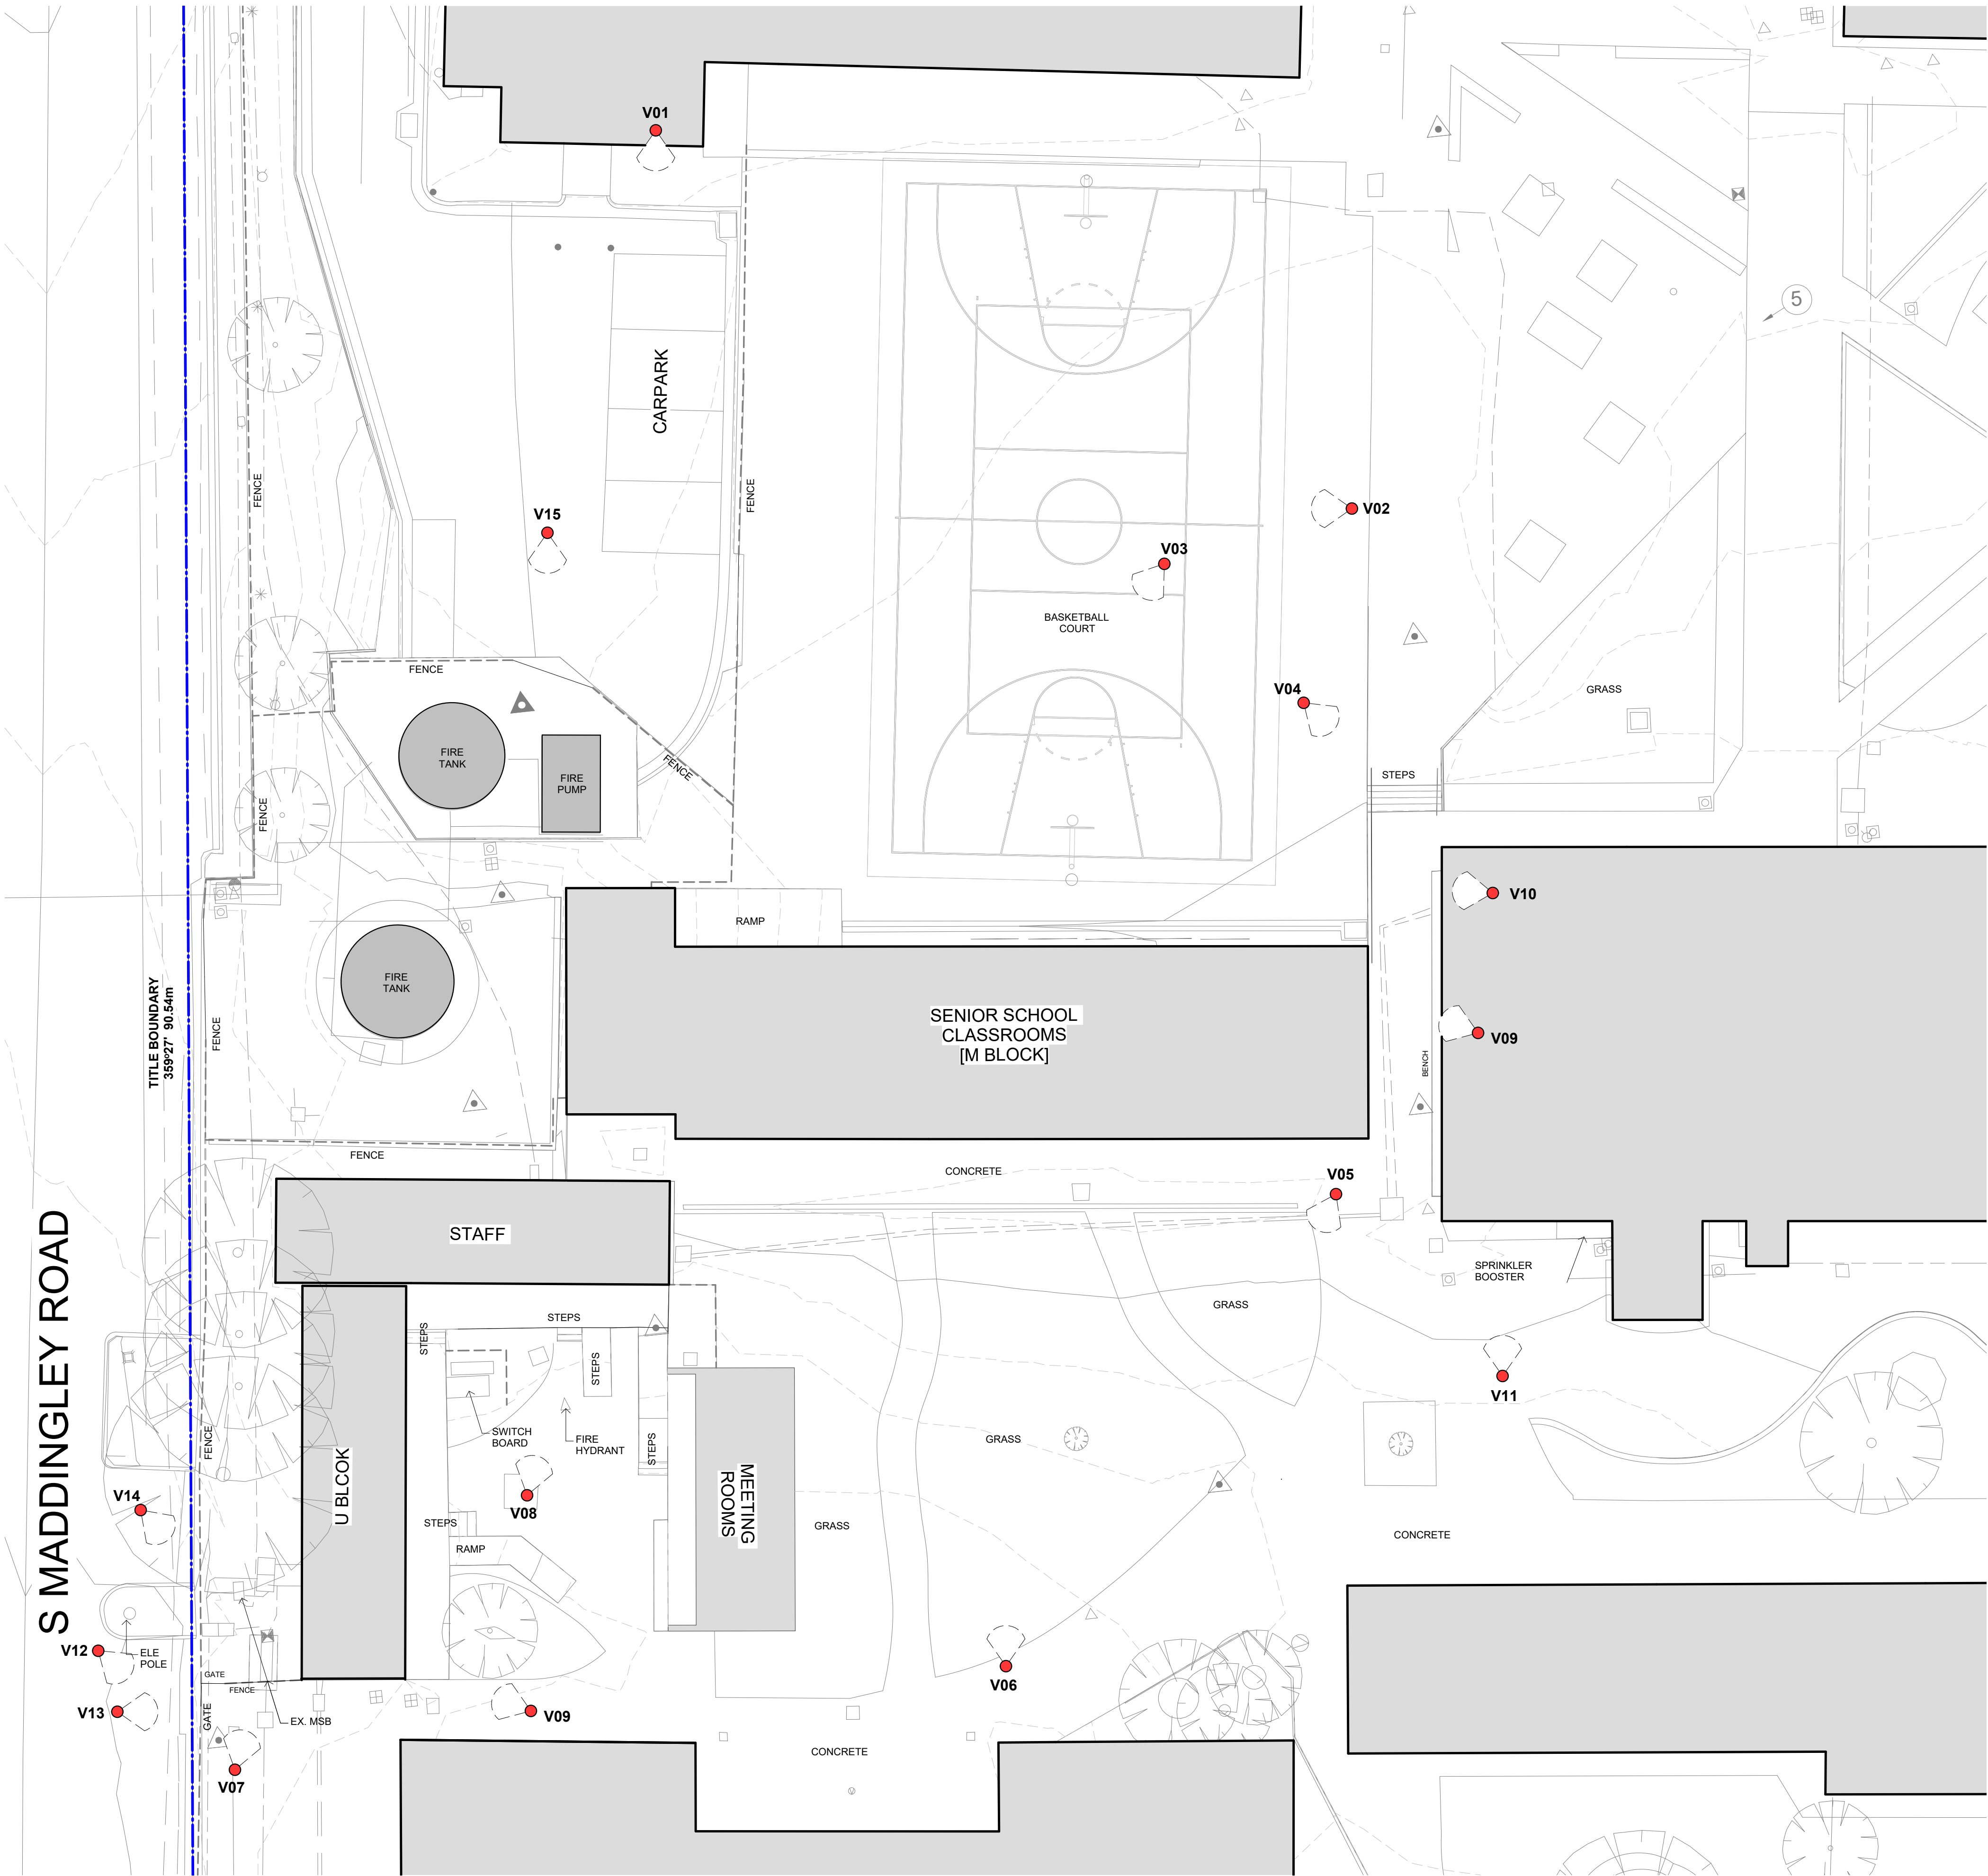 V01
5
CARPARK
FENCE
FENCE
V15
V02
V03
BASKETBALL
COURT
FENCE
V04
GRASS
FIRE
TANK
FIRE
PUMP
FENCE
STEPS
FENCE
V10
RAMP
FIRE
TANK
TITLE BOUNDARY
359°27' 90.54m
FENCE
SENIOR SCHOOL
CLASSROOMS
[M BLOCK]
V09
BENCH
FENCE
CONCRETE
V05
STAFF
SPRINKLER
BOOSTER
GRASS
STEPS
STEPS
STEPS
V11
S MADDINGLEY ROAD
FENCE
SWITCH
BOARD
FIRE
HYDRANT
STEPS
GRASS
U BLCOK
MEETING
ROOMS
V14
V08
STEPS
GRASS
CONCRETE
RAMP
V12
ELE
POLE
GATE
FENCE
V06
V13
GATE
EX. MSB
V09
CONCRETE
V07